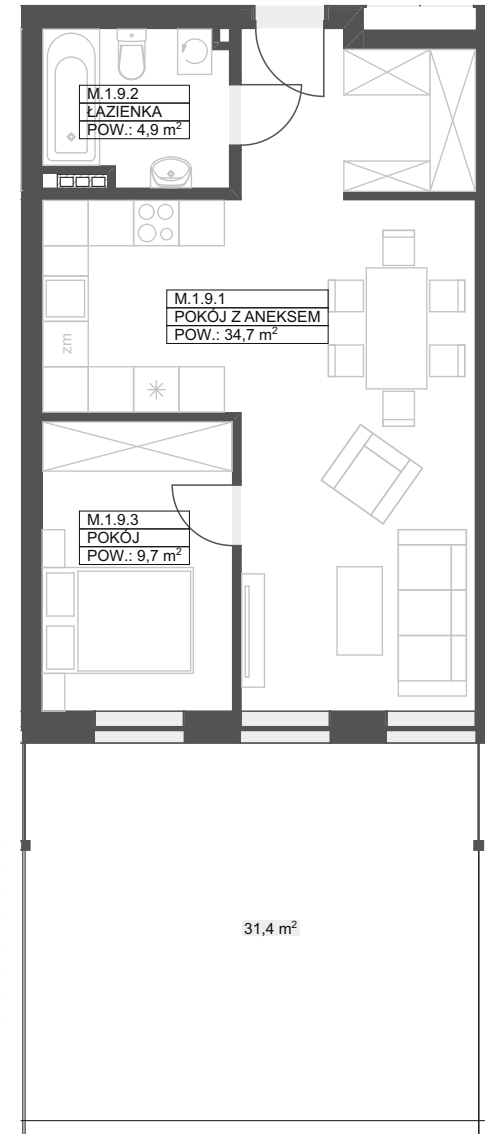 M.1.9.2
ŁAZIENKA
POW.: 4,9 m²
M.1.9.1
POKÓJ Z ANEKSEM
POW.: 34,7 m²
zm
M.1.9.3
POKÓJ
POW.: 9,7 m²
31,4 m²